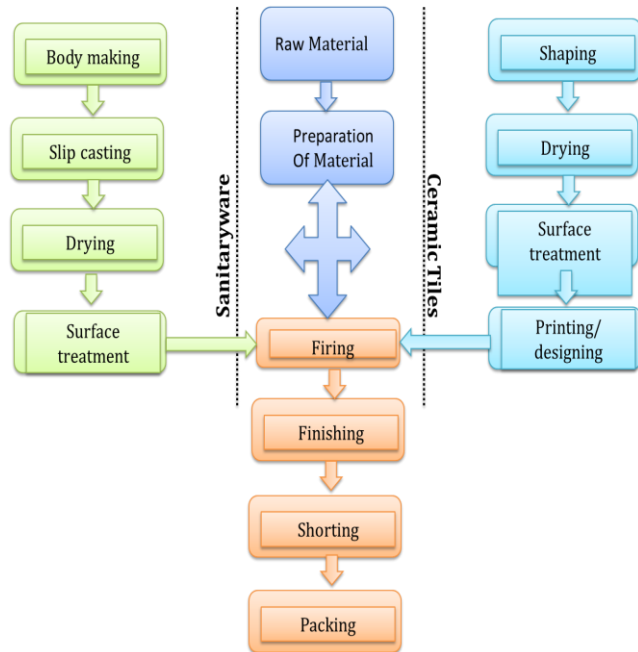 Body making
Slip casting
Drying
Surface
treatment
Sanitaryware
Raw Material
Preparation
Of Material
Ceramic Tiles
Shaping
Drying
Surface
treatment
Printing/
designing
Firing
Finishing
Shorting
Packing